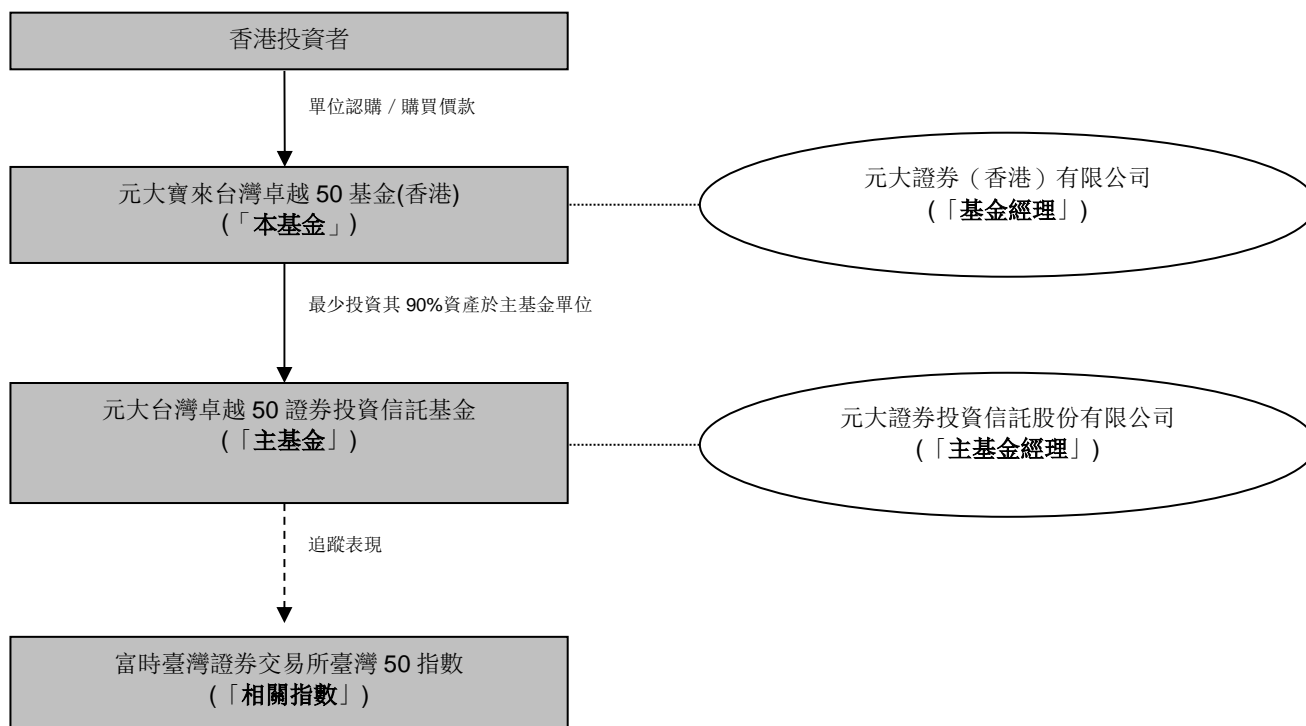 香港投資者
單位認購 / 購買價款
元大寶來台灣卓越 50 基金(香港)
(「本基金」)
元大證券（香港）有限公司
(「基金經理」)
最少投資其 90%資產於主基金單位
元大台灣卓越 50 證券投資信託基金
(「主基金」)
元大證券投資信託股份有限公司
(「主基金經理」)
追蹤表現
富時臺灣證券交易所臺灣 50 指數
(「相關指數」)